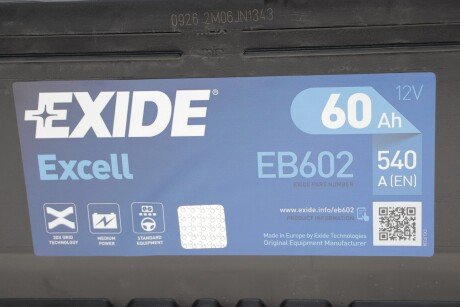 0926 2M06JN1343
EXIDE®
Excell
60 Ah
12V
EB602
EXIDE PART NUMBER
540
A (EN)
www.exide.info/eb602
PRODUCT INFORMATION
Made in Europe by Exide Technologies
Original Equipment Manufacturer
3DX GRID
TECHNOLOGY
MEDIUM
POWER
STANDARD
EQUIPMENT